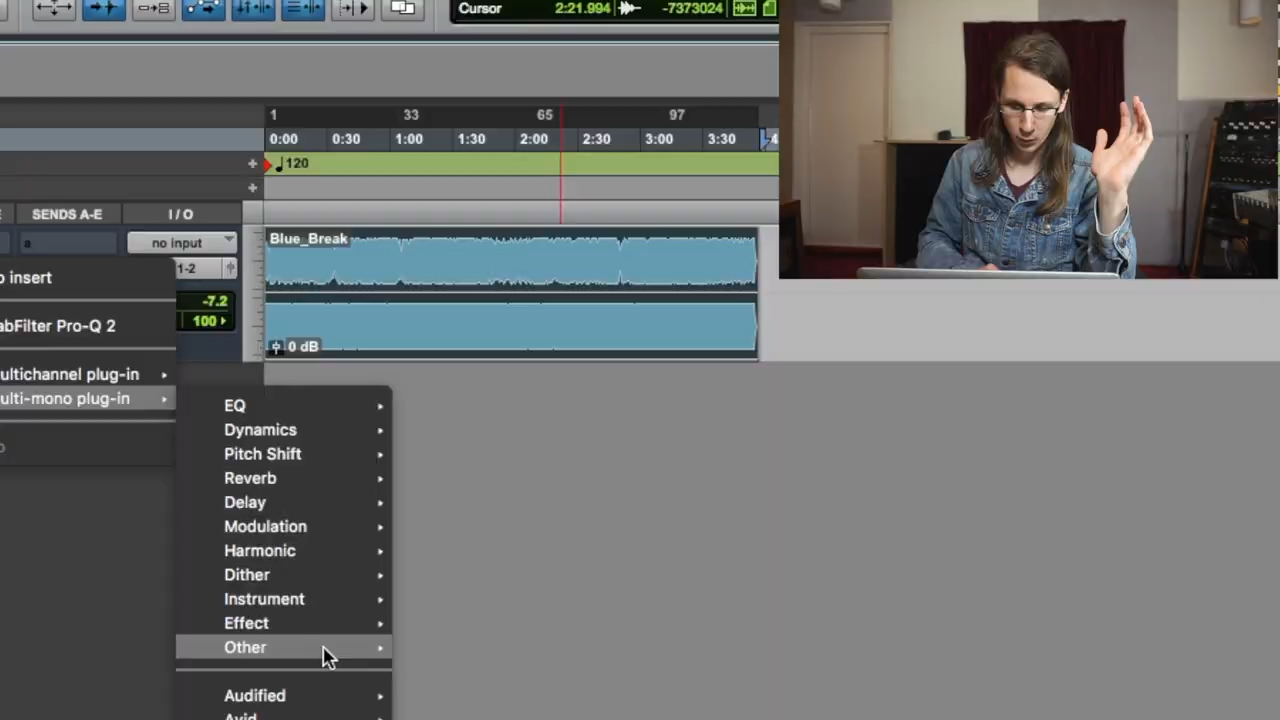 Cursor 2:21.994 -7373024
1 33 65 97
0:00 0:30 1:00 1:30 2:00 2:30 3:00 3:30 4
120
SENDS A-E I / O
a no input
Blue_Break
1-2
o insert
-7.2
100
abFilter Pro-Q 2
0 dB
ultichannel plug-in
ulti-mono plug-in
EQ
Dynamics
Pitch Shift
Reverb
Delay
Modulation
Harmonic
Dither
Instrument
Effect
Other
Audified
Avid